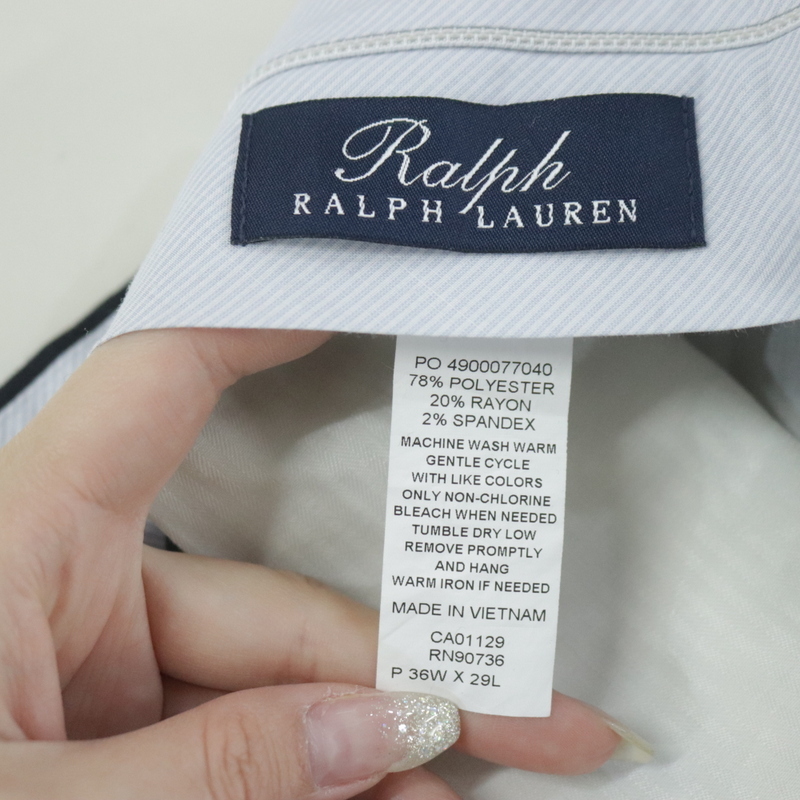 Ralph
RALPH LAUREN
PO 4900077040
78% POLYESTER
20% RAYON
2% SPANDEX
MACHINE WASH WARM
GENTLE CYCLE
WITH LIKE COLORS
ONLY NON-CHLORINE
BLEACH WHEN NEEDED
TUMBLE DRY LOW
REMOVE PROMPTLY
AND HANG
WARM IRON IF NEEDED
MADE IN VIETNAM
CA01129
RN90736
P 36W X 29L